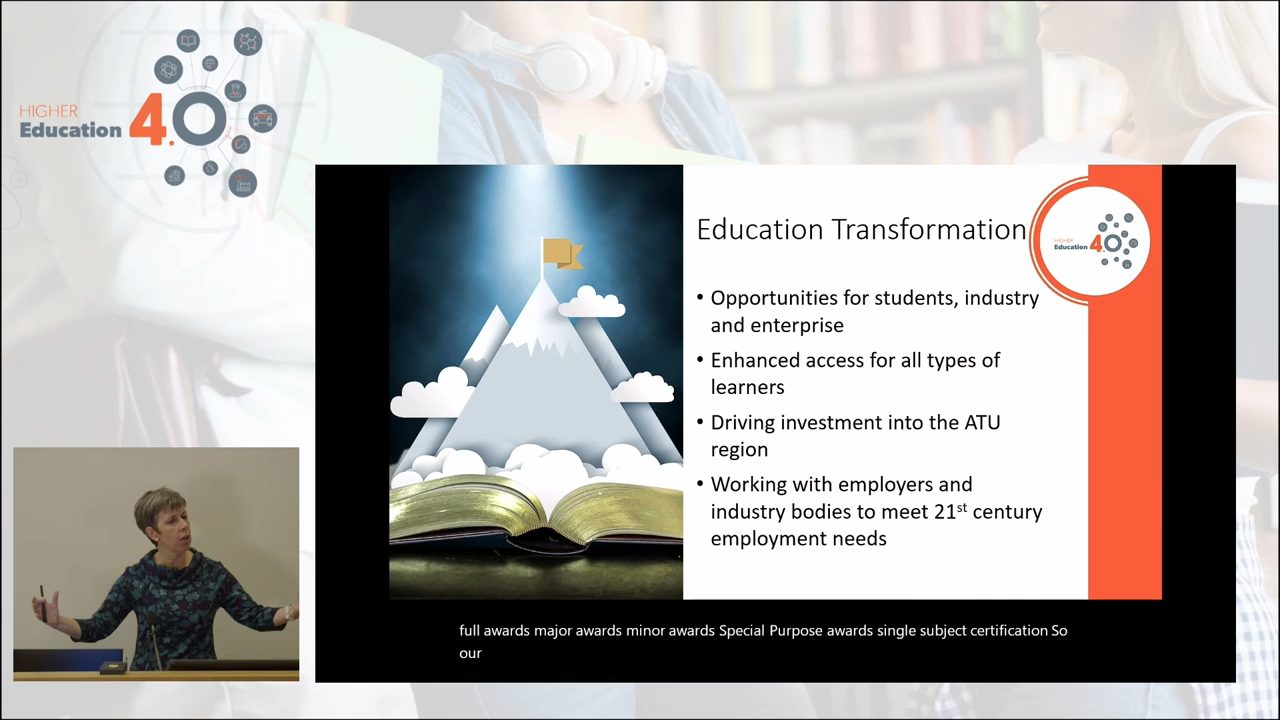 HIGHER
Education 4.0
Education Transformation
HIGHER
Education 4.0
• Opportunities for students, industry
and enterprise
• Enhanced access for all types of
learners
• Driving investment into the ATU
region
• Working with employers and
industry bodies to meet 21st century
employment needs
full awards major awards minor awards Special Purpose awards single subject certification So
our